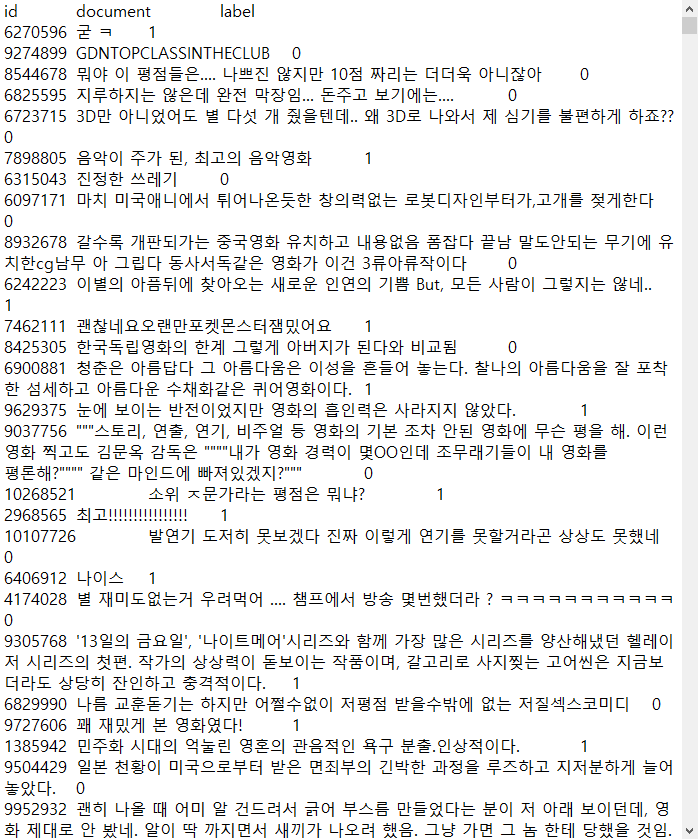 id	document	label
6270596	굳 ㅋ	1
9274899	GDNTOPCLASSINTHECLUB	0
8544678	뭐야 이 평점들은.... 나쁘진 않지만 10점 짜리는 더더욱 아니잖아	0
6825595	지루하지는 않은데 완전 막장임... 돈주고 보기에는....	0
6723715	3D만 아니었어도 별 다섯 개 줬을텐데.. 왜 3D로 나와서 제 심기를 불편하게 하죠??
0
7898805	음악이 주가 된, 최고의 음악영화	1
6315043	진정한 쓰레기	0
6097171	마치 미국애니에서 튀어나온듯한 창의력없는 로봇디자인부터가,고개를 젖게한다
0
8932678	갈수록 개판되가는 중국영화 유치하고 내용없음 폼잡다 끝남 말도안되는 무기에 유
치한cg남무 아 그립다 동사서독같은 영화가 이건 3류아류작이다	0
6242223	이별의 아픔뒤에 찾아오는 새로운 인연의 기쁨 But, 모든 사람이 그렇지는 않네..
1
7462111	괜찮네요오랜만포켓몬스터잼밌어요	1
8425305	한국독립영화의 한계 그렇게 아버지가 된다와 비교됨	0
6900881	청춘은 아름답다 그 아름다움은 이성을 흔들어 놓는다. 찰나의 아름다움을 잘 포착
한 섬세하고 아름다운 수채화같은 퀴어영화이다.	1
9629375	눈에 보이는 반전이었지만 영화의 흡인력은 사라지지 않았다.	1
9037756	"""스토리, 연출, 연기, 비주얼 등 영화의 기본 조차 안된 영화에 무슨 평을 해. 이런
영화 찍고도 김문옥 감독은 """"내가 영화 경력이 몇OO인데 조무래기들이 내 영화를
평론해?"""" 같은 마인드에 빠져있겠지?"""	0
10268521	소위 ㅈ문가라는 평점은 뭐냐?	1
2968565	최고!!!!!!!!!!!!!!!!	1
10107726	발연기 도저히 못보겠다 진짜 이렇게 연기를 못할거라곤 상상도 못했네
0
6406912	나이스	1
4174028	별 재미도없는거 우려먹어 .... 챔프에서 방송 몇번했더라 ? ㅋㅋㅋㅋㅋㅋㅋㅋㅋㅋㅋ
0
9305768	'13일의 금요일', '나이트메어'시리즈와 함께 가장 많은 시리즈를 양산해냈던 헬레이
저 시리즈의 첫편. 작가의 상상력이 돋보이는 작품이며, 갈고리로 사지찢는 고어씬은 지금보
더라도 상당히 잔인하고 충격적이다.	1
6829990	나름 교훈돋기는 하지만 어쩔수없이 저평점 받을수밖에 없는 저질섹스코미디	0
9727606	꽤 재밌게 본 영화였다!	1
1385942	민주화 시대의 억눌린 영혼의 관음적인 욕구 분출.인상적이다.	1
9504429	일본 천황이 미국으로부터 받은 면죄부의 긴박한 과정을 루즈하고 지저분하게 늘어
놓았다.	0
9952932	괜히 나올 때 어미 알 건드려서 긁어 부스름 만들었다는 분이 저 아래 보이던데, 영
화 제대로 안 봤네. 알이 딱 까지면서 새끼가 나오려 했음. 그냥 가면 그 놈 한테 당했을 것임.